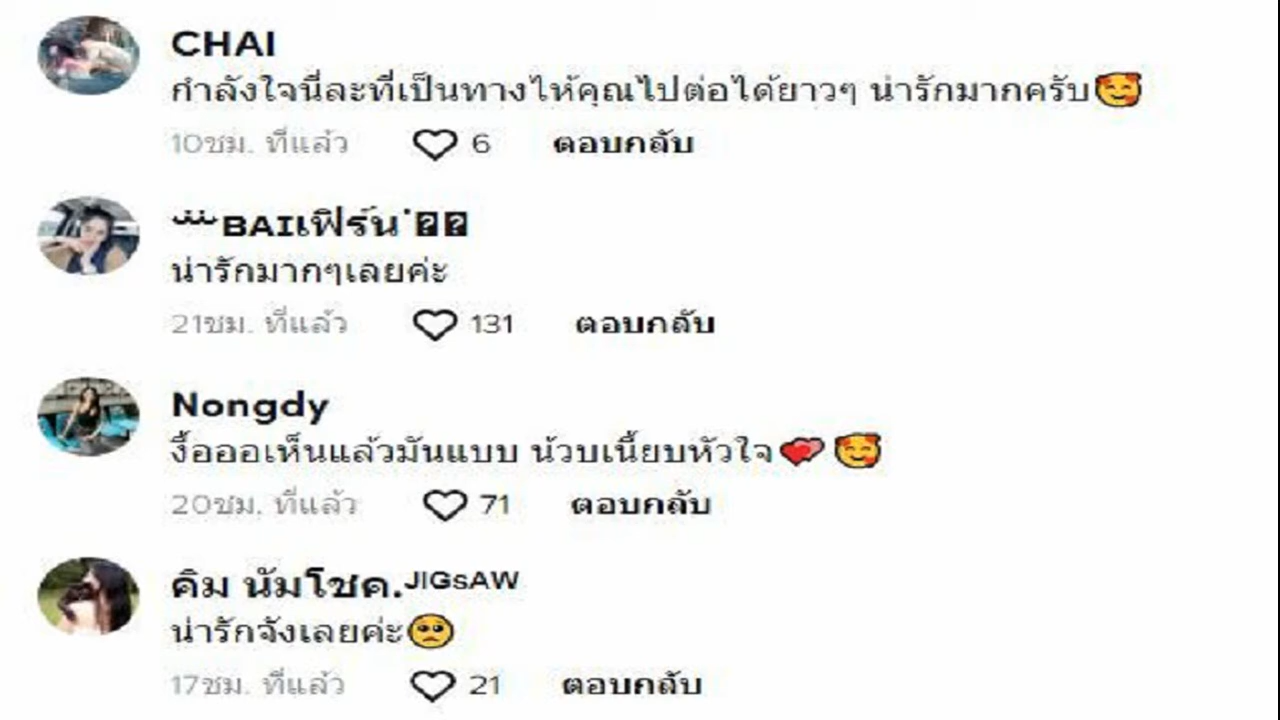 CHAI
กำลังใจนี่ละที่เป็นทางไห้คุณไปต่อได้ยาวๆ น่ารักมากครับ🥰
10ชม. ที่แล้ว 6 ตอบกลับ
BAIเฟิร์น
น่ารักมากๆเลยค่ะ
21ชม. ที่แล้ว 131 ตอบกลับ
Nongdy
งื้อออเห็นแล้วมันแบบ น้วบเนี้ยบหัวใจ💕🥰
20ชม. ที่แล้ว 71 ตอบกลับ
คิม นัมโชค.ᴶᴵᴳˢᴬᵂ
น่ารักจังเลยค่ะ🥺
17ชม. ที่แล้ว 21 ตอบกลับ